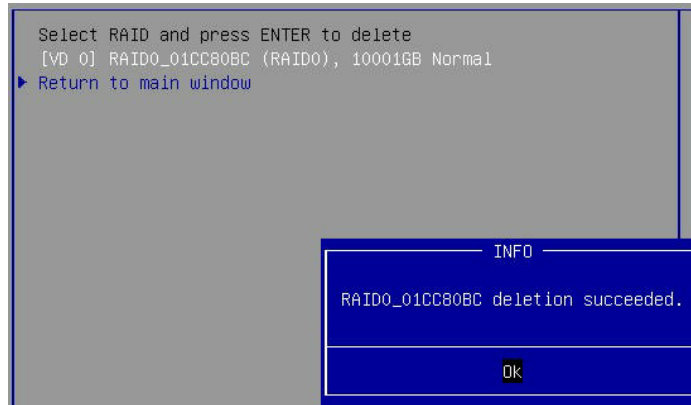 Select RAID and press ENTER to delete
[VD 0] RAID0_01CC80BC (RAID0), 10001GB Normal
Return to main window
INFO
RAID0_01CC80BC deletion succeeded.
Ok